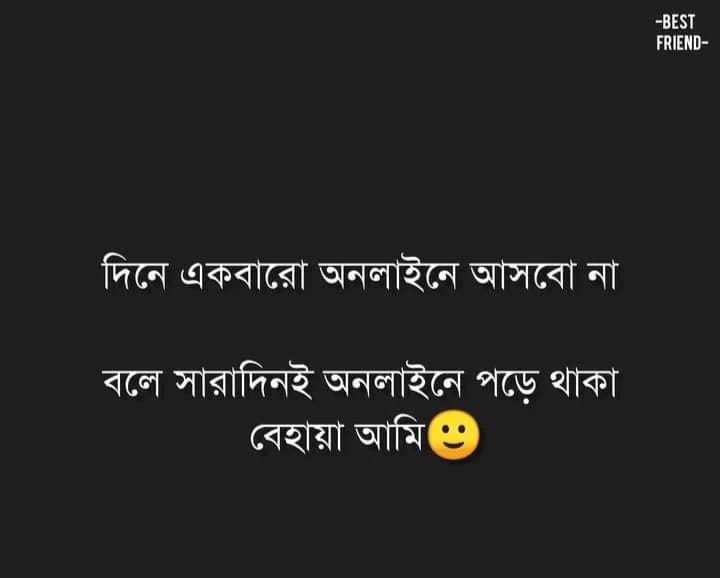 -BEST
FRIEND-
দিনে একবারো অনলাইনে আসবো না
বলে সারাদিনই অনলাইনে পড়ে থাকা
বেহায়া আমি🙂